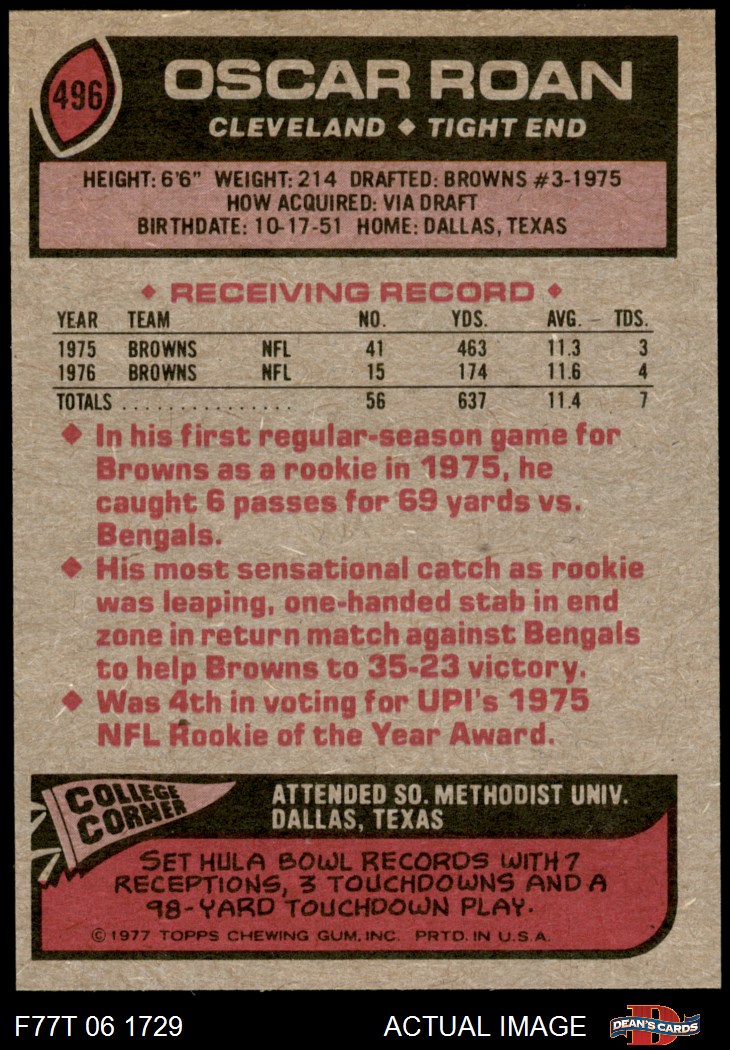 496
OSCAR ROAN
CLEVELAND ◆ TIGHT END
HEIGHT: 6'6" WEIGHT: 214 DRAFTED: BROWNS #3-1975
HOW ACQUIRED: VIA DRAFT
BIRTHDATE: 10-17-51 HOME: DALLAS, TEXAS
◆ RECEIVING RECORD ◆
YEAR TEAM NO. YDS. AVG. TDS.
1975 BROWNS NFL 41 463 11.3 3
1976 BROWNS NFL 15 174 11.6 4
TOTALS . . . . . . . . . . . . . . . 56 637 11.4 7
◆ In his first regular-season game for
Browns as a rookie in 1975, he
caught 6 passes for 69 yards vs.
Bengals.
◆ His most sensational catch as rookie
was leaping, one-handed stab in end
zone in return match against Bengals
to help Browns to 35-23 victory.
◆ Was 4th in voting for UPI's 1975
NFL Rookie of the Year Award.
COLLEGE
CORNER
ATTENDED SO. METHODIST UNIV.
DALLAS, TEXAS
SET HULA BOWL RECORDS WITH 7
RECEPTIONS, 3 TOUCHDOWNS AND A
98-YARD TOUCHDOWN PLAY.
© 1977 TOPPS CHEWING GUM, INC. PRTD. IN U.S.A.
F77T 06 1729 ACTUAL IMAGE
D
DEAN'S CARDS